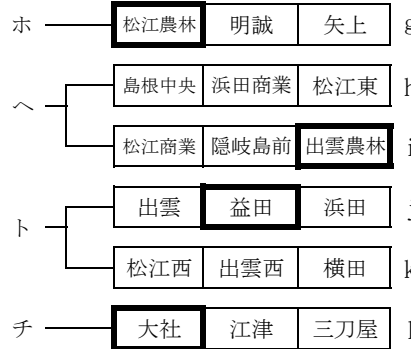 ホ 松江農林 明誠 矢上 g
ヘ
島根中央 浜田商業 松江東 h
松江商業 隠岐島前 出雲農林 i
ト
出雲 益田 浜田 j
松江西 出雲西 横田 k
チ 大社 江津 三刀屋